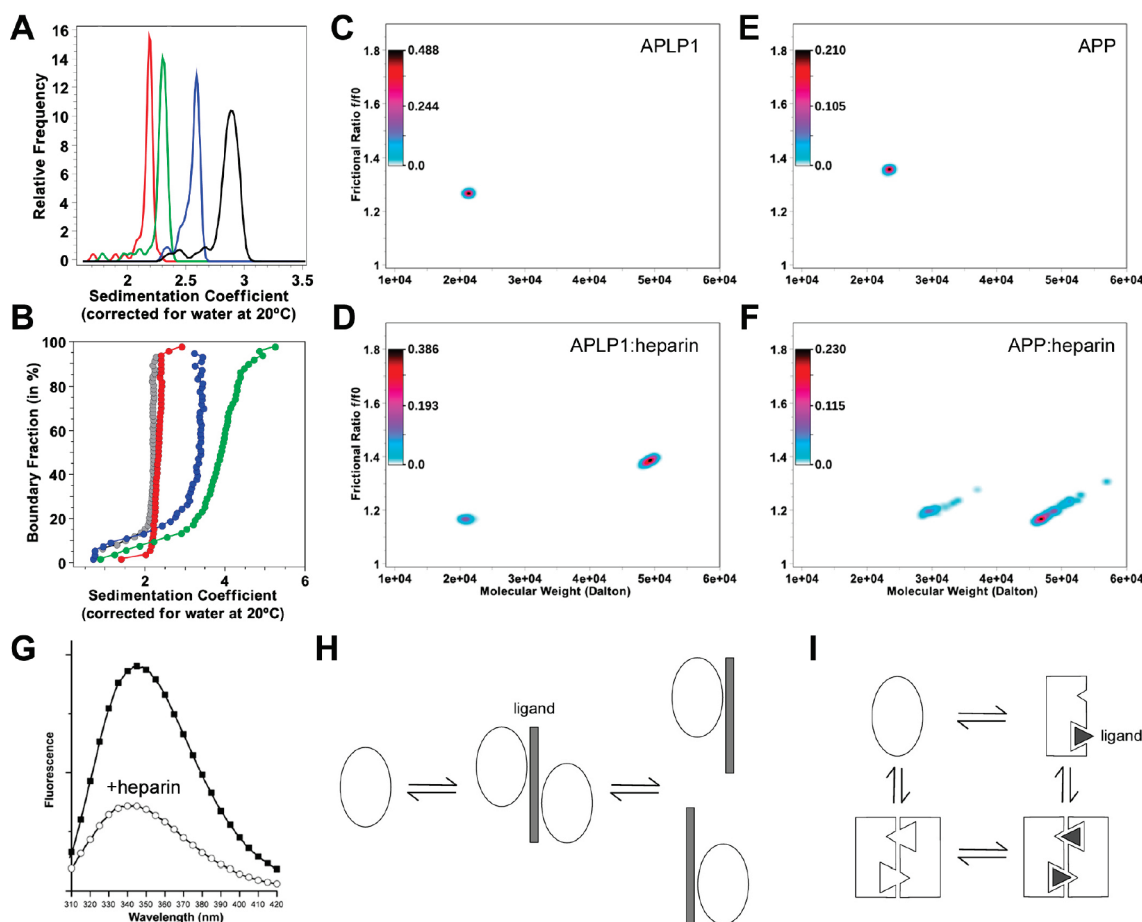 A
16
14
12
10
8
6
4
2
0
Relative Frequency
2
2.5
3
3.5
Sedimentation Coefficient
(corrected for water at 20ºC)
B
100
80
60
40
20
0
Boundary Fraction (in %)
2
4
6
Sedimentation Coefficient
(corrected for water at 20ºC)
C
APLP1
1.8
1.6
1.4
1.2
1
Frictional Ratio f/f0
0.488
0.244
0.0
1e+04
2e+04
3e+04
4e+04
5e+04
6e+04
D
APLP1:heparin
1.8
1.6
1.4
1.2
1
Frictional Ratio f/f0
0.386
0.193
0.0
1e+04
2e+04
3e+04
4e+04
5e+04
6e+04
Molecular Weight (Dalton)
E
APP
1.8
1.6
1.4
1.2
1
0.210
0.105
0.0
1e+04
2e+04
3e+04
4e+04
5e+04
6e+04
F
APP:heparin
1.8
1.6
1.4
1.2
1
0.230
0.115
0.0
1e+04
2e+04
3e+04
4e+04
5e+04
6e+04
Molecular Weight (Dalton)
G
Fluorescence
+heparin
310 320 330 340 350 360 370 380 390 400 410 420
Wavelength (nm)
H
ligand
I
ligand